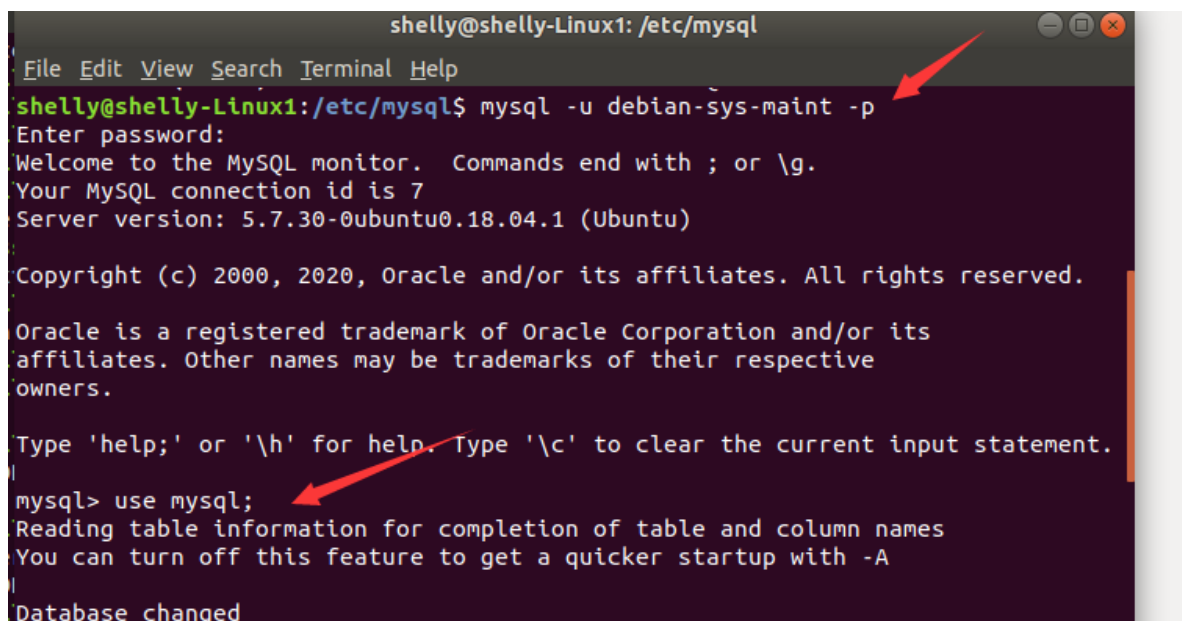 shelly@shelly-Linux1: /etc/mysql
File Edit View Search Terminal Help
shelly@shelly-Linux1:/etc/mysql$ mysql -u debian-sys-maint -p
Enter password:
Welcome to the MySQL monitor.  Commands end with ; or \g.
Your MySQL connection id is 7
Server version: 5.7.30-0ubuntu0.18.04.1 (Ubuntu)
Copyright (c) 2000, 2020, Oracle and/or its affiliates. All rights reserved.
Oracle is a registered trademark of Oracle Corporation and/or its
affiliates. Other names may be trademarks of their respective
owners.
Type 'help;' or '\h' for help. Type '\c' to clear the current input statement.
mysql> use mysql;
Reading table information for completion of table and column names
You can turn off this feature to get a quicker startup with -A
Database changed